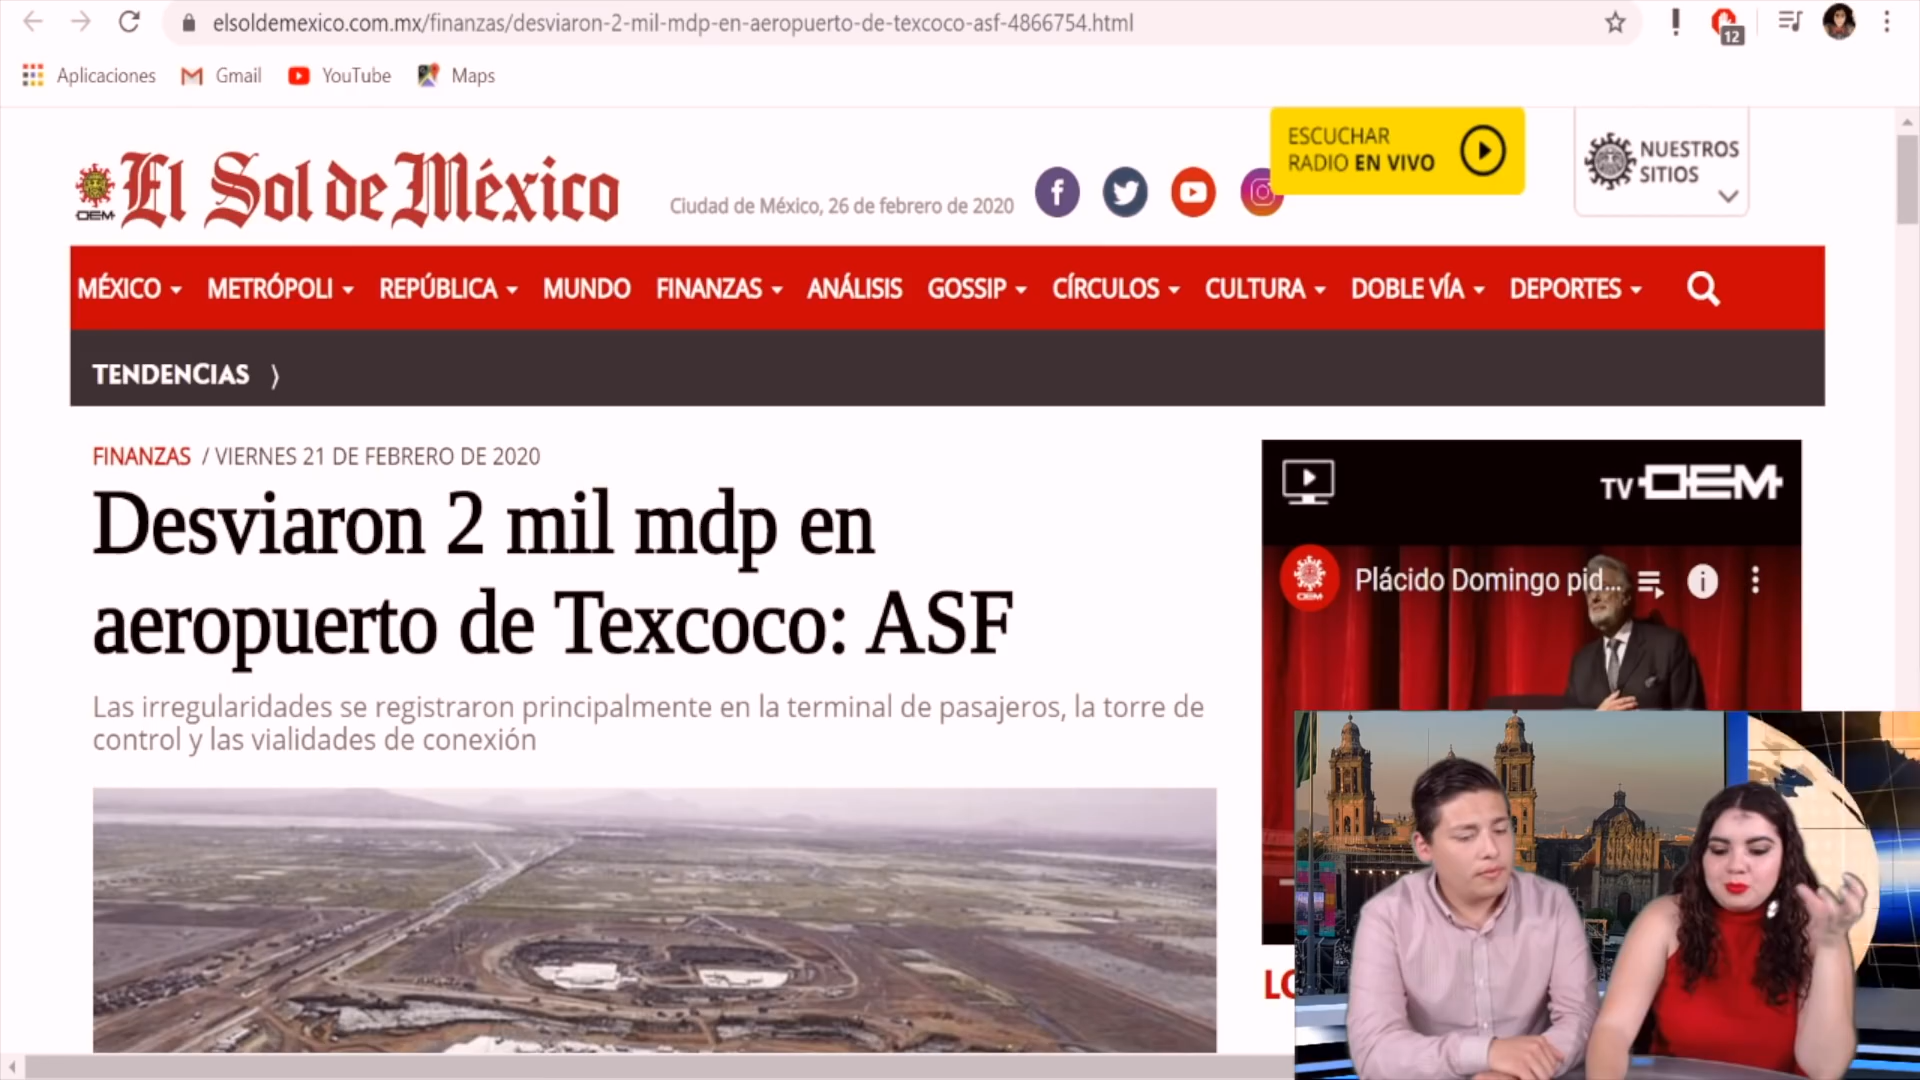 elsoldemexico.com.mx/finanzas/desviaron-2-mil-mdp-en-aeropuerto-de-texcoco-asf-4866754.html
12
Aplicaciones Gmail YouTube Maps
ESCUCHAR
RADIO EN VIVO
NUESTROS
SITIOS
OEM
El Sol de México
Ciudad de México, 26 de febrero de 2020
MÉXICO METRÓPOLI REPÚBLICA MUNDO FINANZAS ANÁLISIS GOSSIP CÍRCULOS CULTURA DOBLE VÍA DEPORTES
TENDENCIAS
FINANZAS / VIERNES 21 DE FEBRERO DE 2020
Desviaron 2 mil mdp en
aeropuerto de Texcoco: ASF
Las irregularidades se registraron principalmente en la terminal de pasajeros, la torre de
control y las vialidades de conexión
TV OEM
OEM
Plácido Domingo pid...
LO